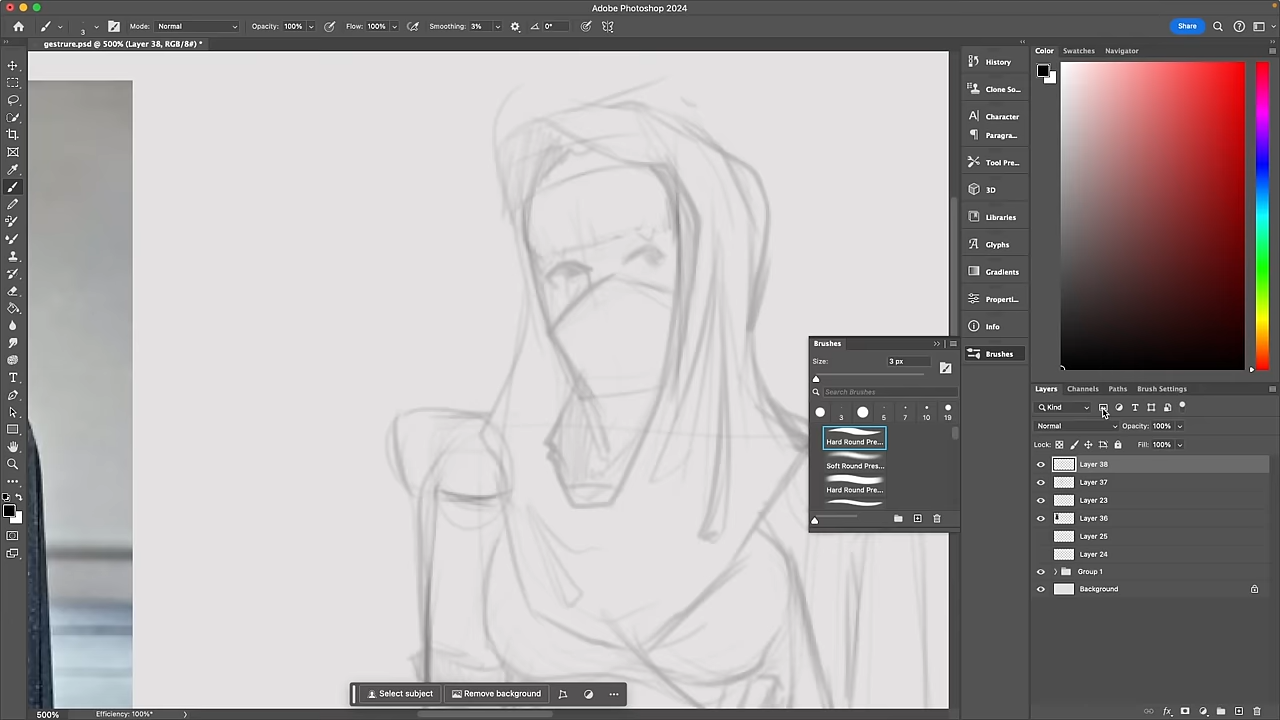 Adobe Photoshop 2024
3
Mode: Normal
Opacity: 100%
Flow: 100%
Smoothing: 3%
0°
Share
gestrure.psd @ 500% (Layer 38, RGB/8#) *
History
Clone So...
Character
Paragra...
Tool Pre...
3D
Libraries
Glyphs
Gradients
Properti...
Info
Brushes
Color
Swatches
Navigator
Brushes
Size:
3 px
Search Brushes
3
5
7
10
19
Hard Round Pre...
Soft Round Pres...
Hard Round Pre...
Layers
Channels
Paths
Brush Settings
Kind
Normal
Opacity: 100%
Lock:
Fill: 100%
Layer 38
Layer 37
Layer 23
Layer 36
Layer 25
Layer 24
Group 1
Background
Select subject
Remove background
500%
Efficiency: 100%*